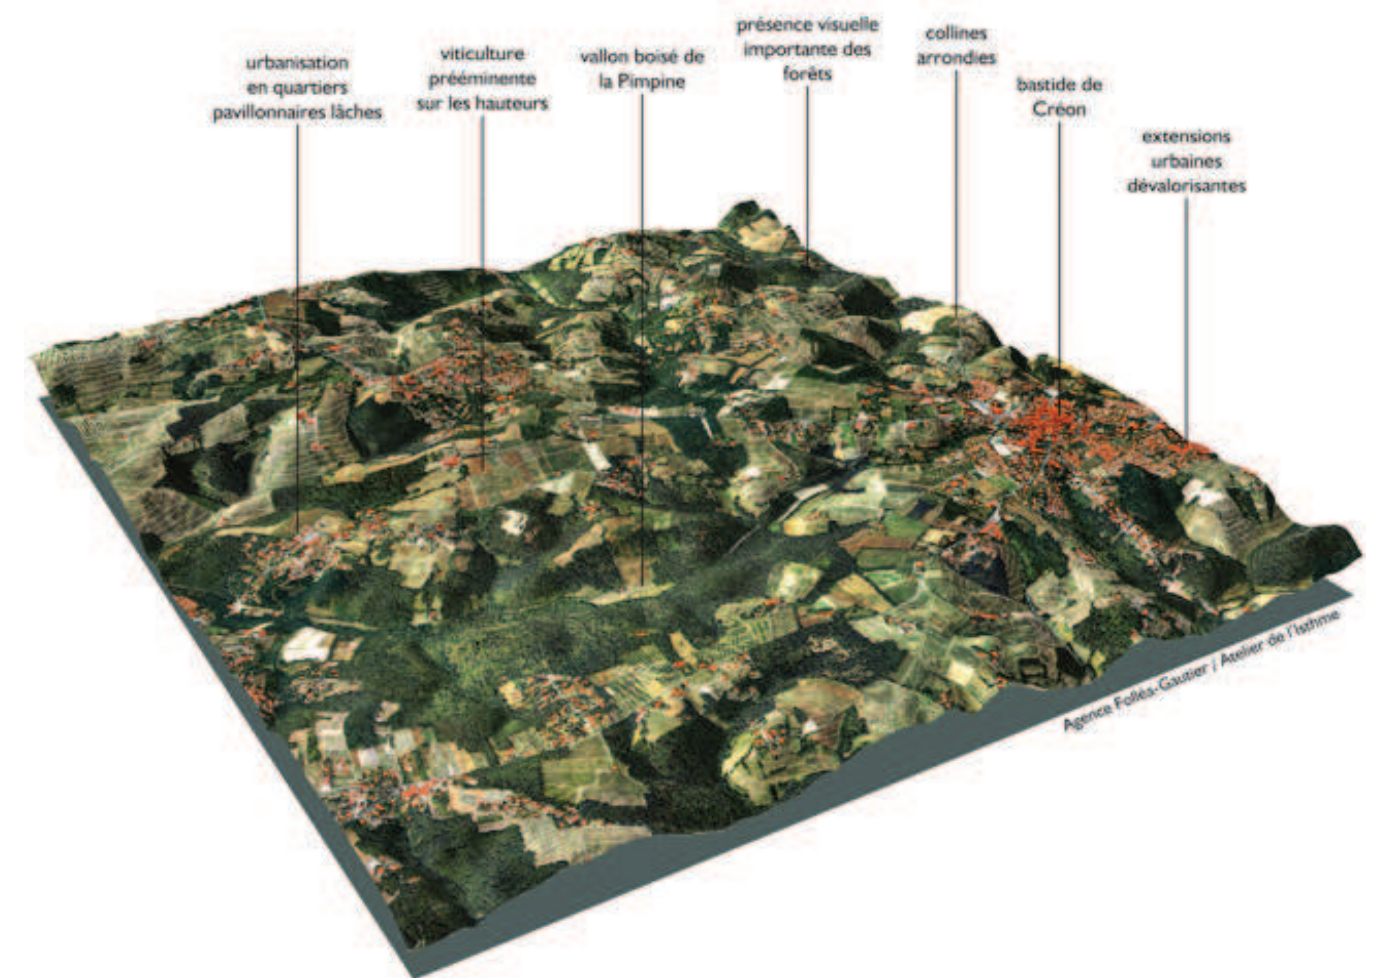 urbanisation
en quartiers
pavillonnaires lâches
viticulture
prééminente
sur les hauteurs
vallon boisé de
la Pimpine
présence visuelle
importante des
forêts
collines
arrondies
bastide de
Créon
extensions
urbaines
dévalorisantes
Agence Folléa-Gautier / Atelier de l'Isthme